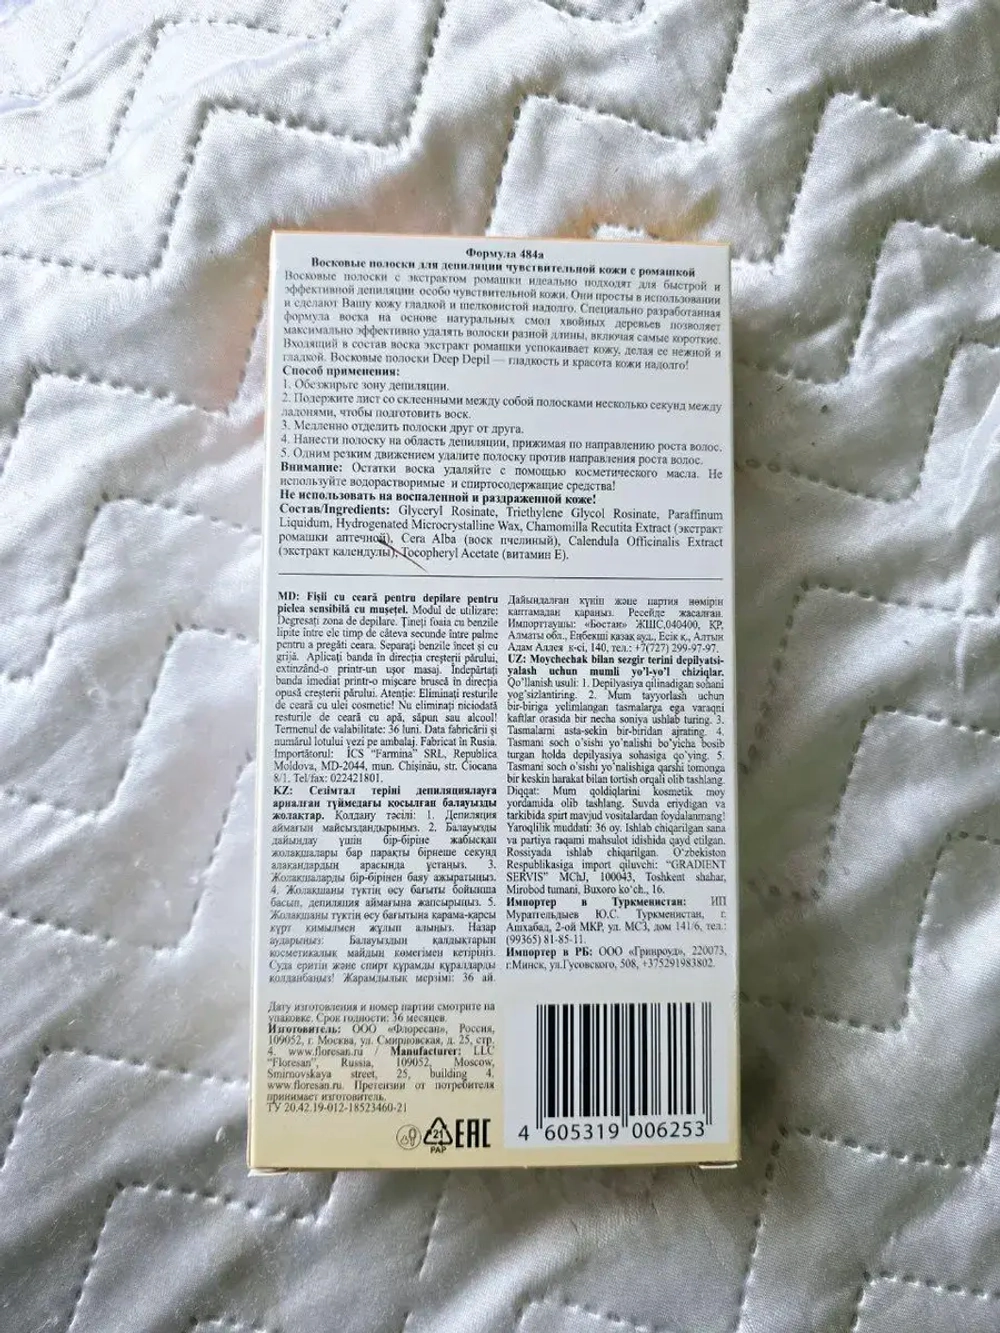 Формула 484а
Восковые полоски для депиляции чувствительной кожи с ромашкой
Восковые полоски с экстрактом ромашки идеально подходят для быстрой и
эффективной депиляции особо чувствительной кожи. Они просты в использовании
и сделают Вашу кожу гладкой и шелковистой надолго. Специально разработанная
формула воска на основе натуральных смол хвойных деревьев позволяет
максимально эффективно удалять волоски разной длины, включая самые короткие.
Входящий в состав воска экстракт ромашки успокаивает кожу, делая ее нежной и
гладкой. Восковые полоски Deep Depil — гладкость и красота кожи надолго!
Способ применения:
1. Обезжирьте зону депиляции.
2. Подержите лист со склеенными между собой полосками несколько секунд между
ладонями, чтобы подготовить воск.
3. Медленно отделить полоски друг от друга.
4. Нанести полоску на область депиляции, прижимая по направлению роста волос.
5. Одним резким движением удалите полоску против направления роста волос.
Внимание: Остатки воска удаляйте с помощью косметического масла. Не
используйте водорастворимые и спиртосодержащие средства!
Не использовать на воспаленной и раздраженной коже!
Состав/Ingredients: Glyceryl Rosinate, Triethylene Glycol Rosinate, Paraffinum
Liquidum, Hydrogenated Microcrystalline Wax, Chamomilla Recutita Extract (экстракт
ромашки аптечной), Cera Alba (воск пчелиный), Calendula Officinalis Extract
(экстракт календулы), Tocopheryl Acetate (витамин Е).
MD: Fişii cu ceară pentru depilare pentru
pielea sensibilă cu muşeţel. Modul de utilizare:
Degresaţi zona de depilare. Ţineţi foaia cu benzile
lipite între ele timp de câteva secunde între palme
pentru a pregăti ceara. Separaţi benzile încet şi cu
grijă. Aplicaţi banda în direcţia creşterii părului,
extinzând-o printr-un uşor masaj. Îndepărtaţi
banda imediat printr-o mişcare bruscă în direcţia
opusă creşterii părului. Atenţie: Eliminaţi resturile
de ceară cu ulei cosmetic! Nu eliminaţi niciodată
resturile de ceară cu apă, săpun sau alcool!
Termenul de valabilitate: 36 luni. Data fabricării şi
numărul lotului vezi pe ambalaj. Fabricat în Rusia.
Importatorul: ÎCS "Farmina" SRL, Republica
Moldova, MD-2044, mun. Chişinău, str. Ciocana
8/1. Tel/fax: 022421801.
KZ: Сезімтал теріні депиляциялауға
арналған түймедағы қосылған балауызды
жолақтар. Қолдану тәсілі: 1. Депиляция
аймағын майсыздандырыңыз. 2. Балауызды
дайындау үшін бір-біріне жабысқан
жолақшалары бар парақты бірнеше секунд
алақандардың арасында ұстаңыз. 3.
Жолақшаларды бір-бірінен баяу ажыратыңыз.
4. Жолақшаны түктің өсу бағыты бойынша
басып, депиляция аймағына жапсырыңыз. 5.
Жолақшаны түктің өсу бағытына қарама-қарсы
күрт қимылмен жұлып алыңыз. Назар
аударыңыз: Балауыздың қалдықтарын
косметикалық майдың көмегімен кетіріңіз.
Суда еритін және спирт құрамды құралдарды
қолданбаңыз! Жарамдылық мерзімі: 36 ай.
Дайындалған күнін және партия нөмірін
қаптамадан қараңыз. Ресейде жасалған.
Импорттаушы: «Бостан» ЖШС,040400, КР,
Алматы обл., Еңбекші қазақ ауд., Есік қ., Алтын
Адам Аллея к-сі, 140, тел.: +7(727) 299-97-97.
UZ: Moychechak bilan sezgir terini depilyatsi-
yalash uchun mumli yo'l-yo'l chiziqlar.
Qo'llanish usuli: 1. Depilyasiya qilinadigan sohani
yog'sizlantiring. 2. Mum tayyorlash uchun
bir-biriga yelimlangan tasmalarga ega varaqni
kaftlar orasida bir necha soniya ushlab turing. 3.
Tasmalarni asta-sekin bir-biridan ajrating. 4.
Tasmani soch o'sishi yo'nalishi bo'yicha bosib
turgan holda depilyasiya sohasiga qo'ying. 5.
Tasmani soch o'sishi yo'nalishiga qarshi tomonga
bir keskin harakat bilan tortish orqali olib tashlang.
Diqqat: Mum qoldiqlarini kosmetik moy
yordamida olib tashlang. Suvda eriydigan va
tarkibida spirt mavjud vositalardan foydalanmang!
Yaroqlilik muddati: 36 oy. Ishlab chiqarilgan sana
va partiya raqami mahsulot idishida qayd etilgan.
Rossiyada ishlab chiqarilgan. O'zbekiston
Respublikasiga import qiluvchi: "GRADIENT
SERVIS" MChJ, 100043, Toshkent shahar,
Mirobod tumani, Buxoro ko'ch., 16.
Импортер в Туркменистан: ИП
Мураттельдыев Ю.С. Туркменистан, г.
Ашхабад, 2-ой МКР, ул. МСЗ, дом 141/6, тел.:
(99365) 81-85-11.
Импортер в РБ: ООО «Гринроуд», 220073,
г.Минск, ул.Гусовского, 508, +375291983802.
Дату изготовления и номер партии смотрите на
упаковке. Срок годности: 36 месяцев.
Изготовитель: ООО «Флоресан», Россия,
109052, г. Москва, ул. Смирновская, д. 25, стр.
4. www.floresan.ru / Manufacturer: LLC
"Floresan", Russia, 109052, Moscow,
Smirnovskaya street, 25, building 4.
www.floresan.ru. Претензии от потребителя
принимает изготовитель.
ТУ 20.42.19-012-18523460-21
21
PAP
EAC
4 605319 006253